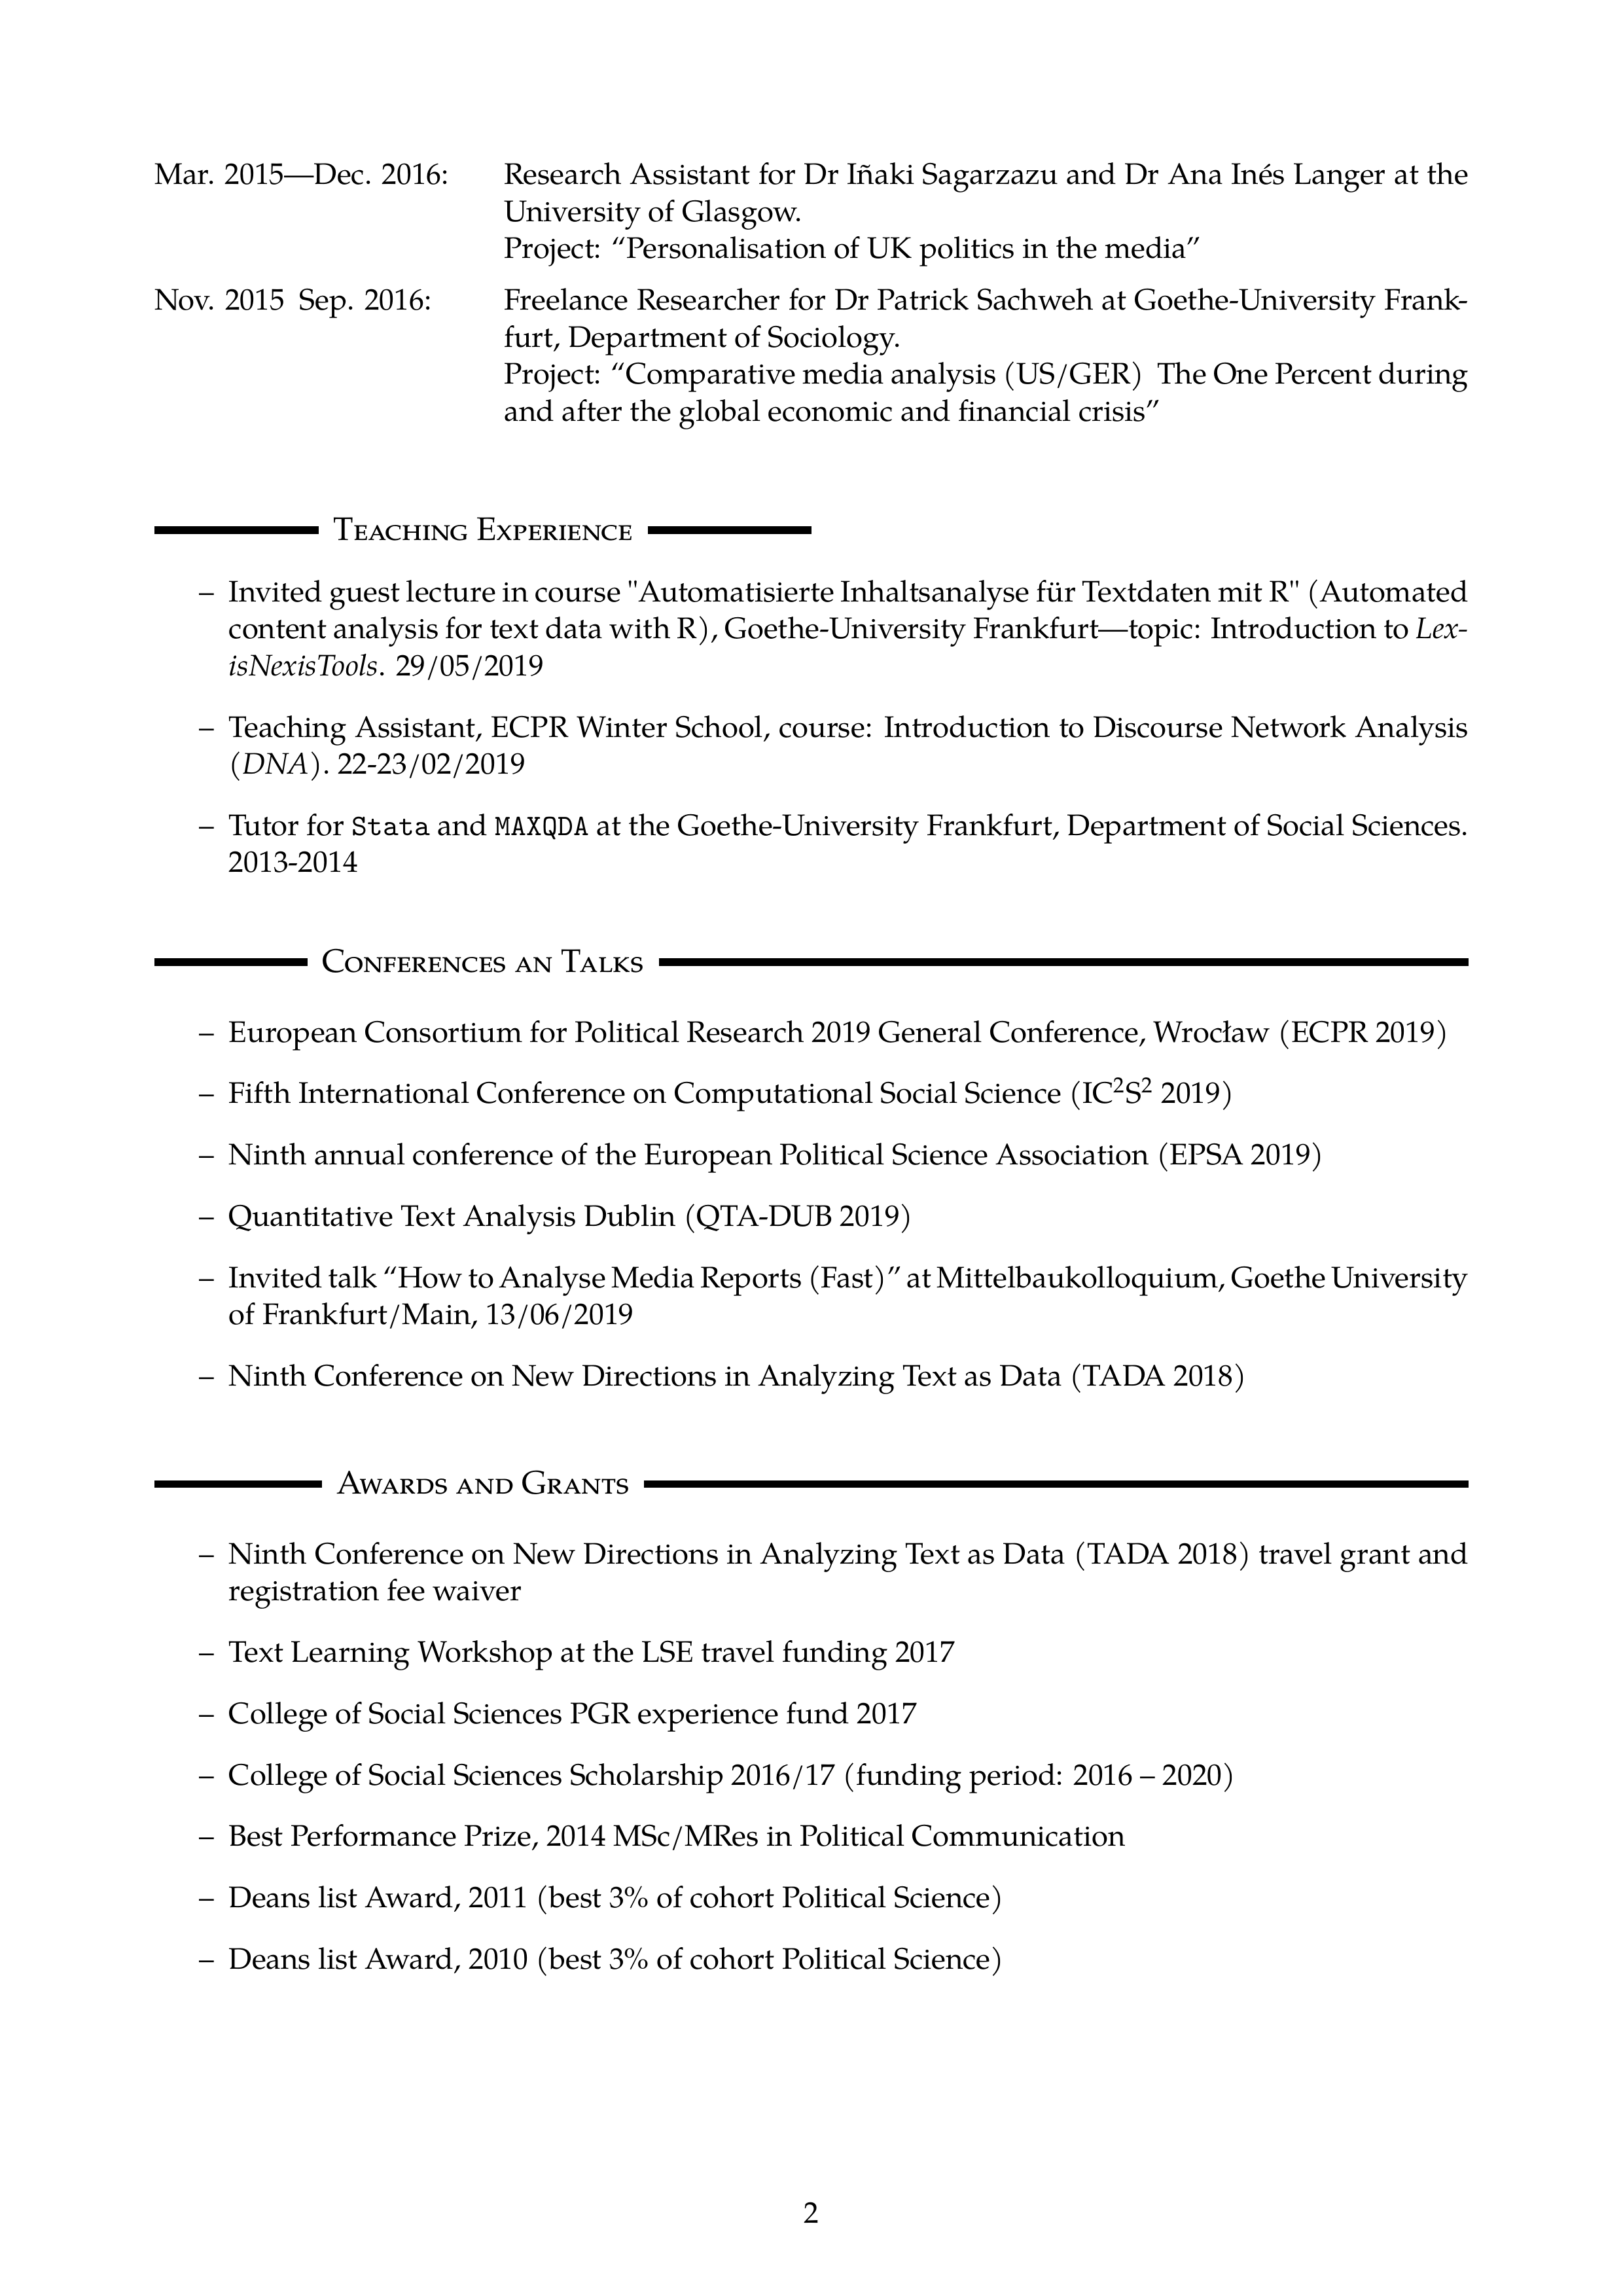 Mar. 2015—Dec. 2016: Research Assistant for Dr Iñaki Sagarzazu and Dr Ana Inés Langer at the
University of Glasgow.
Project: “Personalisation of UK politics in the media”
Nov. 2015 Sep. 2016: Freelance Researcher for Dr Patrick Sachweh at Goethe-University Frank-
furt, Department of Sociology.
Project: “Comparative media analysis (US/GER) The One Percent during
and after the global economic and financial crisis”
Teaching Experience
– Invited guest lecture in course "Automatisierte Inhaltsanalyse für Textdaten mit R" (Automated
content analysis for text data with R), Goethe-University Frankfurt—topic: Introduction to Lex-
isNexisTools. 29/05/2019
– Teaching Assistant, ECPR Winter School, course: Introduction to Discourse Network Analysis
(DNA). 22-23/02/2019
– Tutor for Stata and MAXQDA at the Goethe-University Frankfurt, Department of Social Sciences.
2013-2014
Conferences an Talks
– European Consortium for Political Research 2019 General Conference, Wrocław (ECPR 2019)
– Fifth International Conference on Computational Social Science (IC²S² 2019)
– Ninth annual conference of the European Political Science Association (EPSA 2019)
– Quantitative Text Analysis Dublin (QTA-DUB 2019)
– Invited talk “How to Analyse Media Reports (Fast)” at Mittelbaukolloquium, Goethe University
of Frankfurt/Main, 13/06/2019
– Ninth Conference on New Directions in Analyzing Text as Data (TADA 2018)
Awards and Grants
– Ninth Conference on New Directions in Analyzing Text as Data (TADA 2018) travel grant and
registration fee waiver
– Text Learning Workshop at the LSE travel funding 2017
– College of Social Sciences PGR experience fund 2017
– College of Social Sciences Scholarship 2016/17 (funding period: 2016 – 2020)
– Best Performance Prize, 2014 MSc/MRes in Political Communication
– Deans list Award, 2011 (best 3% of cohort Political Science)
– Deans list Award, 2010 (best 3% of cohort Political Science)
2